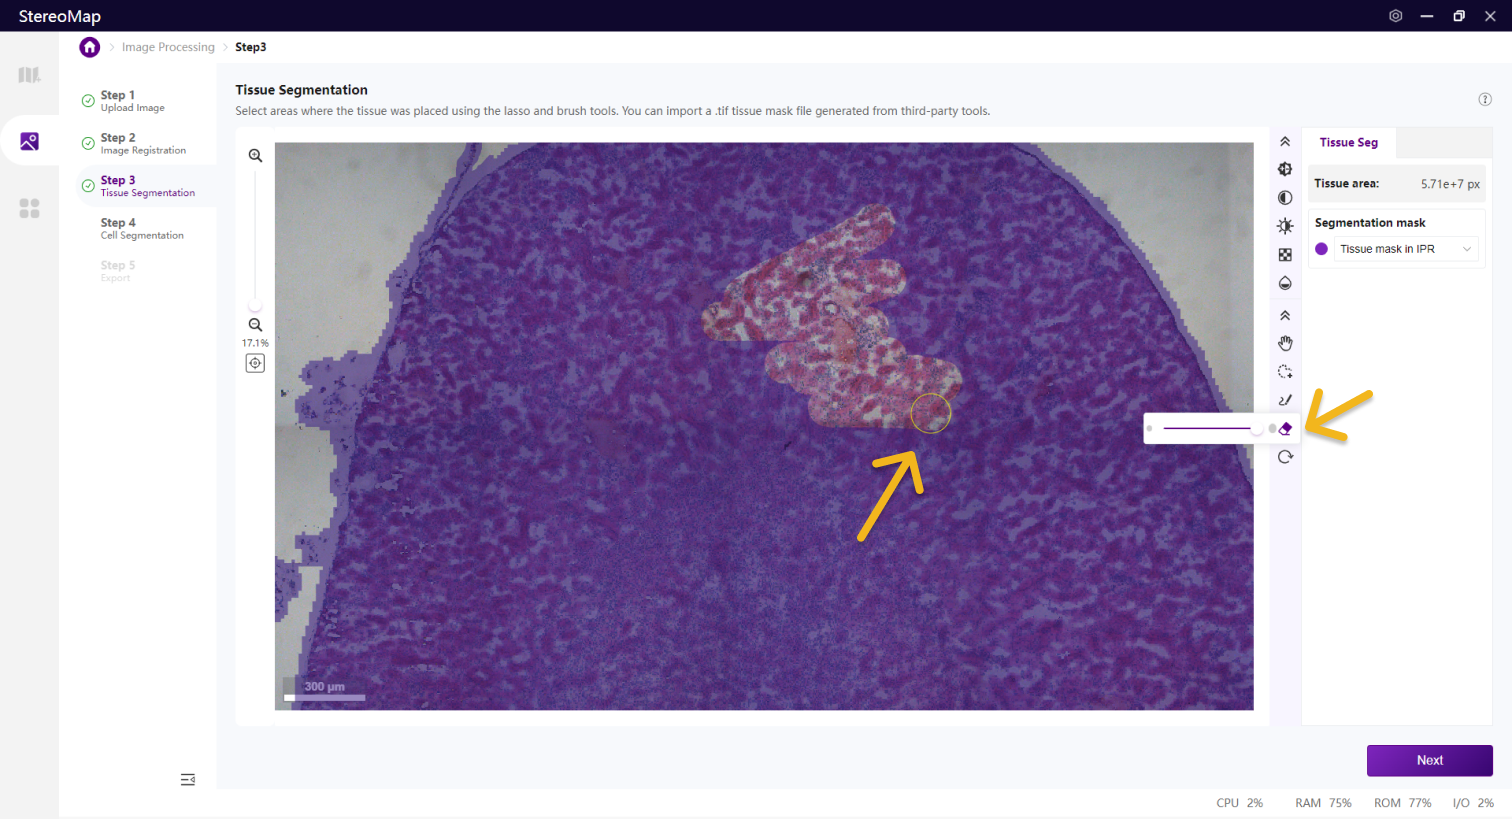 StereoMap
Image Processing
Step3
Step 1
Upload Image
Step 2
Image Registration
Step 3
Tissue Segmentation
Step 4
Cell Segmentation
Step 5
Export
Tissue Segmentation
Select areas where the tissue was placed using the lasso and brush tools. You can import a .tif tissue mask file generated from third-party tools.
17.1%
300 μm
Tissue Seg
Tissue area: 5.71e+7 px
Segmentation mask
Tissue mask in IPR
Next
CPU 2% RAM 75% ROM 77% I/O 2%